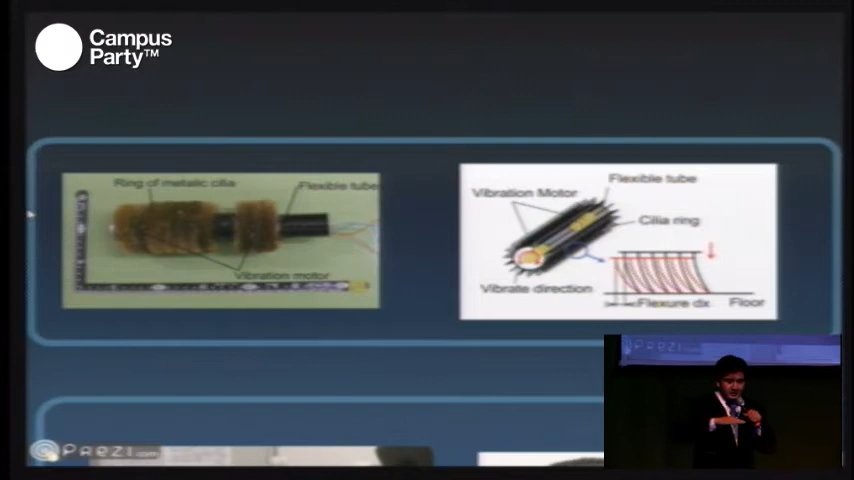 Campus
Party™
Ring of metalic cilia
Flexible tube
Vibration motor
Flexible tube
Vibration Motor
Cilia ring
Vibrate direction
Flexure dx
Floor
PREZI.com
PREZI